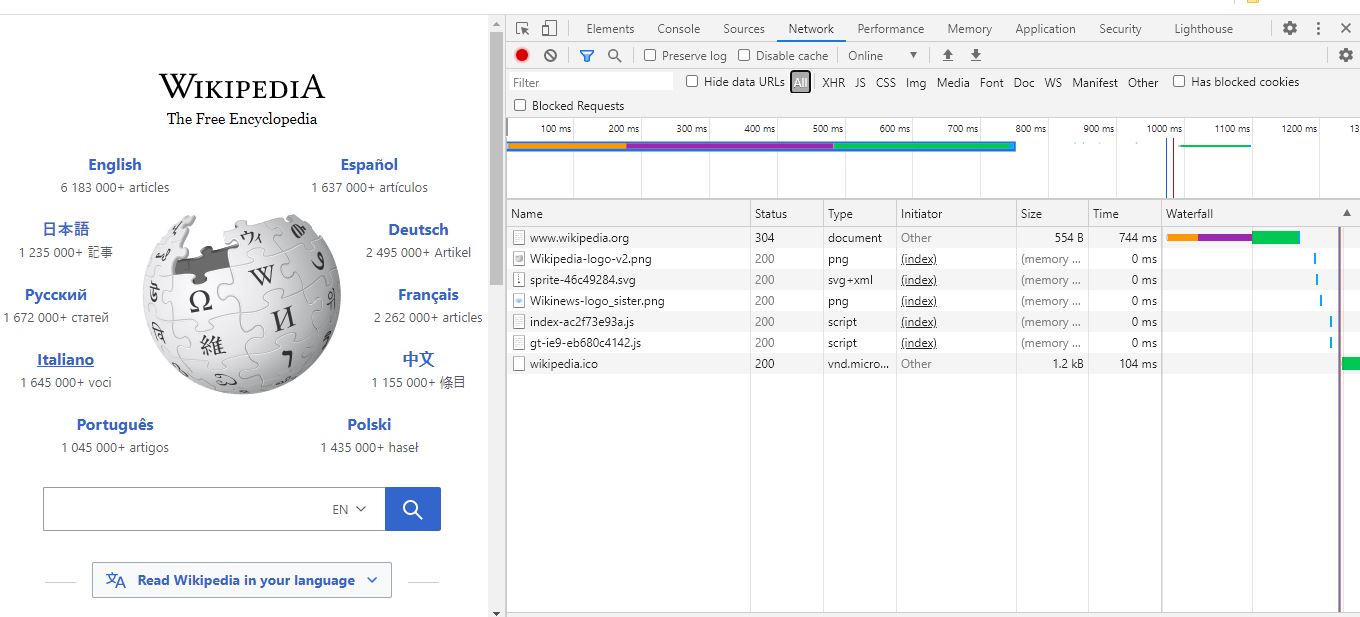 WIKIPEDIA
The Free Encyclopedia
English
6 183 000+ articles
Español
1 637 000+ artículos
日本語
1 235 000+ 記事
Deutsch
2 495 000+ Artikel
Русский
1 672 000+ статей
Français
2 262 000+ articles
Italiano
1 645 000+ voci
中文
1 155 000+ 條目
Português
1 045 000+ artigos
Polski
1 435 000+ haseł
Ω W И 維 ウィ
EN
Read Wikipedia in your language
Elements Console Sources Network Performance Memory Application Security Lighthouse
Preserve log Disable cache Online
Filter Hide data URLs All XHR JS CSS Img Media Font Doc WS Manifest Other Has blocked cookies
Blocked Requests
100 ms 200 ms 300 ms 400 ms 500 ms 600 ms 700 ms 800 ms 900 ms 1000 ms 1100 ms 1200 ms 13
Name Status Type Initiator Size Time Waterfall
www.wikipedia.org 304 document Other 554 B 744 ms
Wikipedia-logo-v2.png 200 png (index) (memory ... 0 ms
sprite-46c49284.svg 200 svg+xml (index) (memory ... 0 ms
Wikinews-logo_sister.png 200 png (index) (memory ... 0 ms
index-ac2f73e93a.js 200 script (index) (memory ... 0 ms
gt-ie9-eb680c4142.js 200 script (index) (memory ... 0 ms
wikipedia.ico 200 vnd.micro... Other 1.2 kB 104 ms